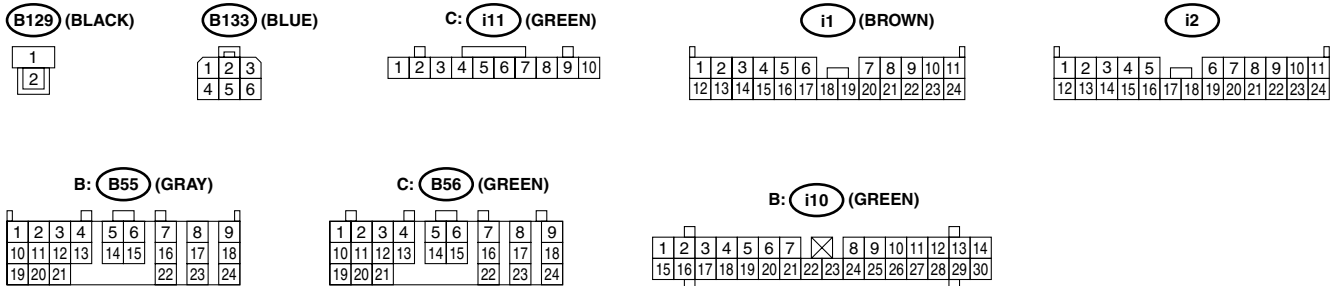 B129 (BLACK)
B133 (BLUE)
C: i11 (GREEN)
i1 (BROWN)
i2
1
2
1 2 3
4 5 6
1 2 3 4 5 6 7 8 9 10
1 2 3 4 5 6 7 8 9 10 11
12 13 14 15 16 17 18 19 20 21 22 23 24
1 2 3 4 5 6 7 8 9 10 11
12 13 14 15 16 17 18 19 20 21 22 23 24
B: B55 (GRAY)
C: B56 (GREEN)
B: i10 (GREEN)
1 2 3 4 5 6 7 8 9
10 11 12 13 14 15 16 17 18
19 20 21 22 23 24
1 2 3 4 5 6 7 8 9
10 11 12 13 14 15 16 17 18
19 20 21 22 23 24
1 2 3 4 5 6 7 8 9 10 11 12 13 14
15 16 17 18 19 20 21 22 23 24 25 26 27 28 29 30